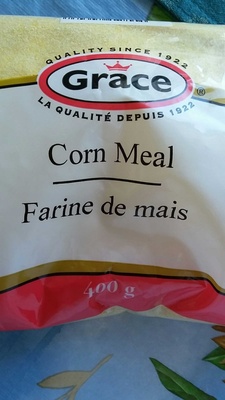 QUALITY SINCE 1922
Grace®
LA QUALITÉ DEPUIS 1922
Corn Meal
Farine de mais
400 g